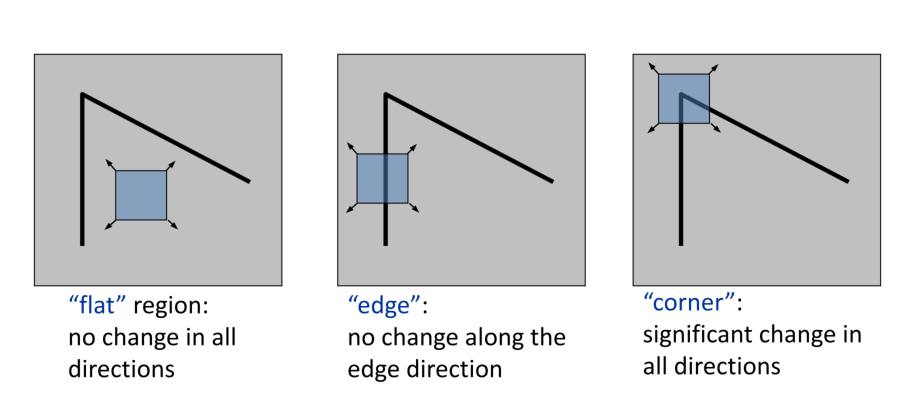 “flat” region:
no change in all
directions
“edge”:
no change along the
edge direction
“corner”:
significant change in
all directions